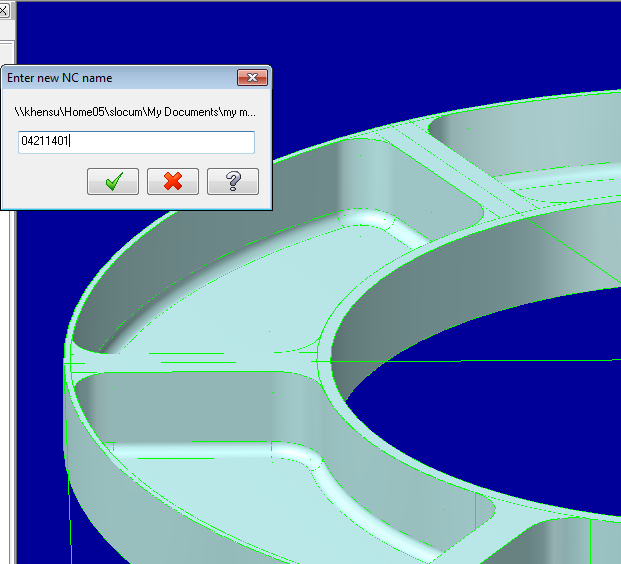 Enter new NC name
\\khensu\Home05\slocum\My Documents\my m...
04211401